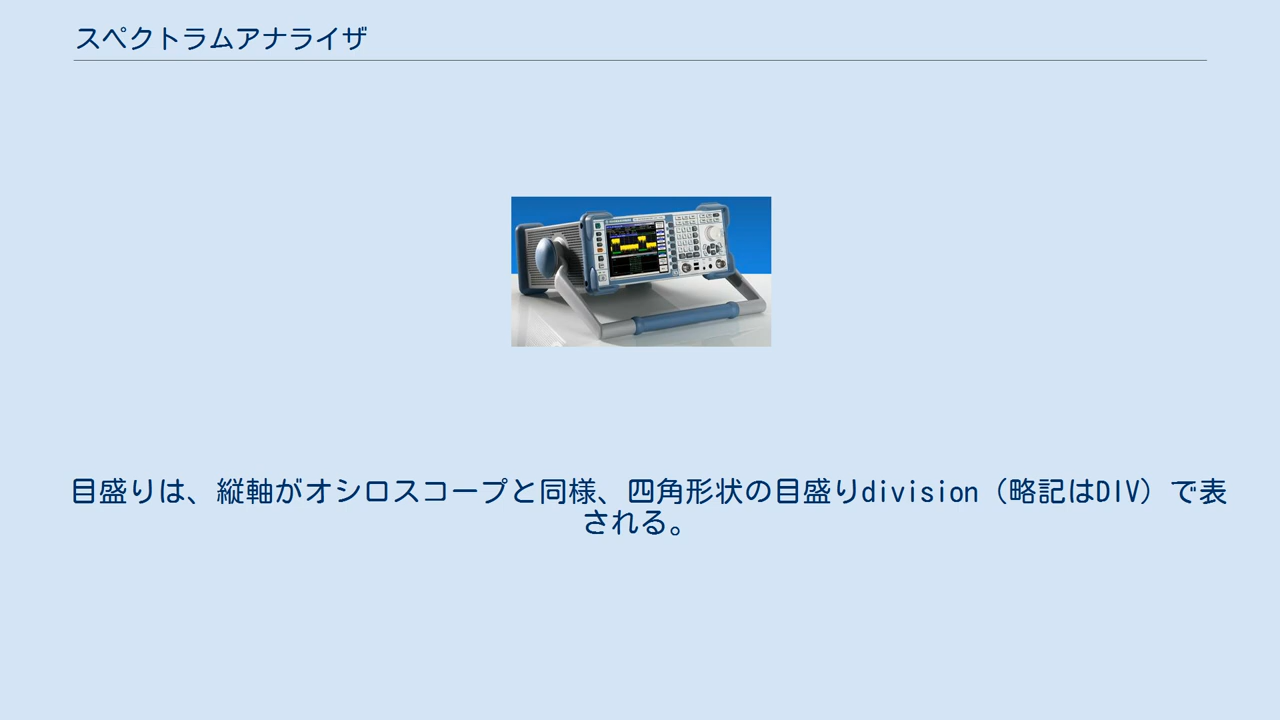 スペクトラムアナライザ
目盛りは、縦軸がオシロスコープと同様、四角形状の目盛りdivision（略記はDIV）で表
される。